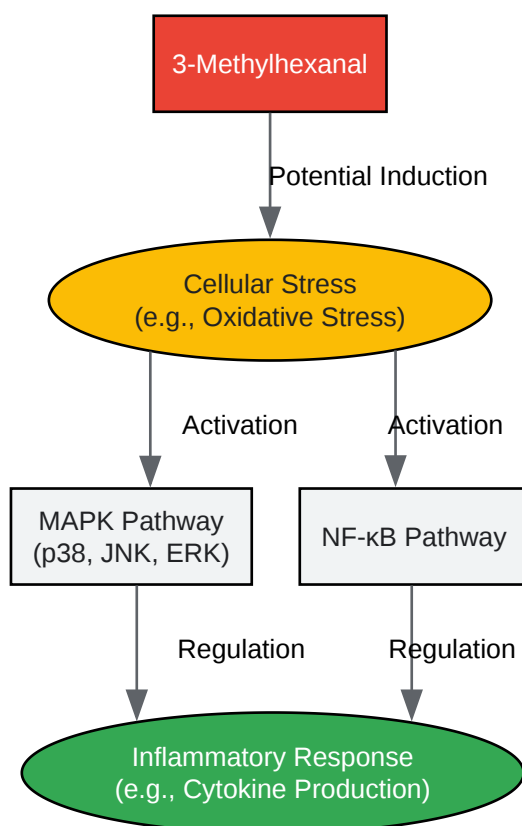 3-Methylhexanal
Potential Induction
Cellular Stress
(e.g., Oxidative Stress)
Activation
Activation
MAPK Pathway
(p38, JNK, ERK)
NF-κB Pathway
Regulation
Regulation
Inflammatory Response
(e.g., Cytokine Production)